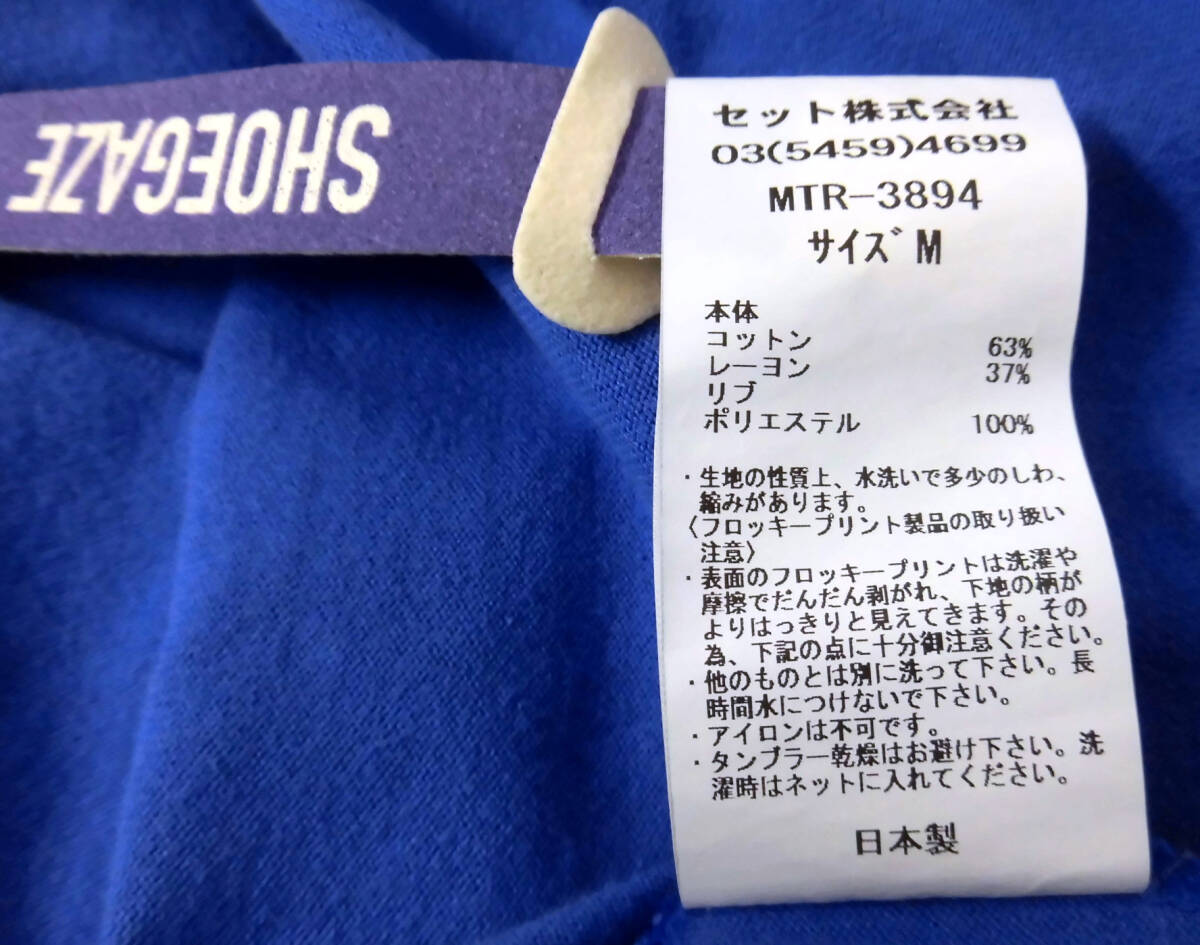 SHOEGAZE
セット株式会社
03(5459)4699
MTR-3894
サイズ M
本体
コットン 63%
レーヨン 37%
リブ
ポリエステル 100%
・生地の性質上、水洗いで多少のしわ、
縮みがあります。
〈フロッキープリント製品の取り扱い
注意〉
・表面のフロッキープリントは洗濯や
摩擦でだんだん剥がれ、下地の柄が
よりはっきりと見えてきます。その
為、下記の点に十分御注意ください。
・他のものとは別に洗って下さい。長
時間水につけないで下さい。
・アイロンは不可です。
・タンブラー乾燥はお避け下さい。洗
濯時はネットに入れてください。
日本製